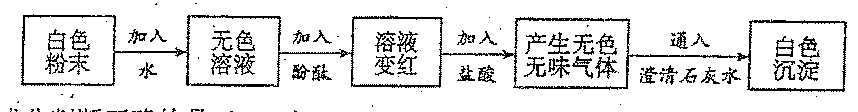 白色粉末
加入水
无色溶液
加入酚酞
溶液变红
加入盐酸
产生无色无味气体
通入澄清石灰水
白色沉淀